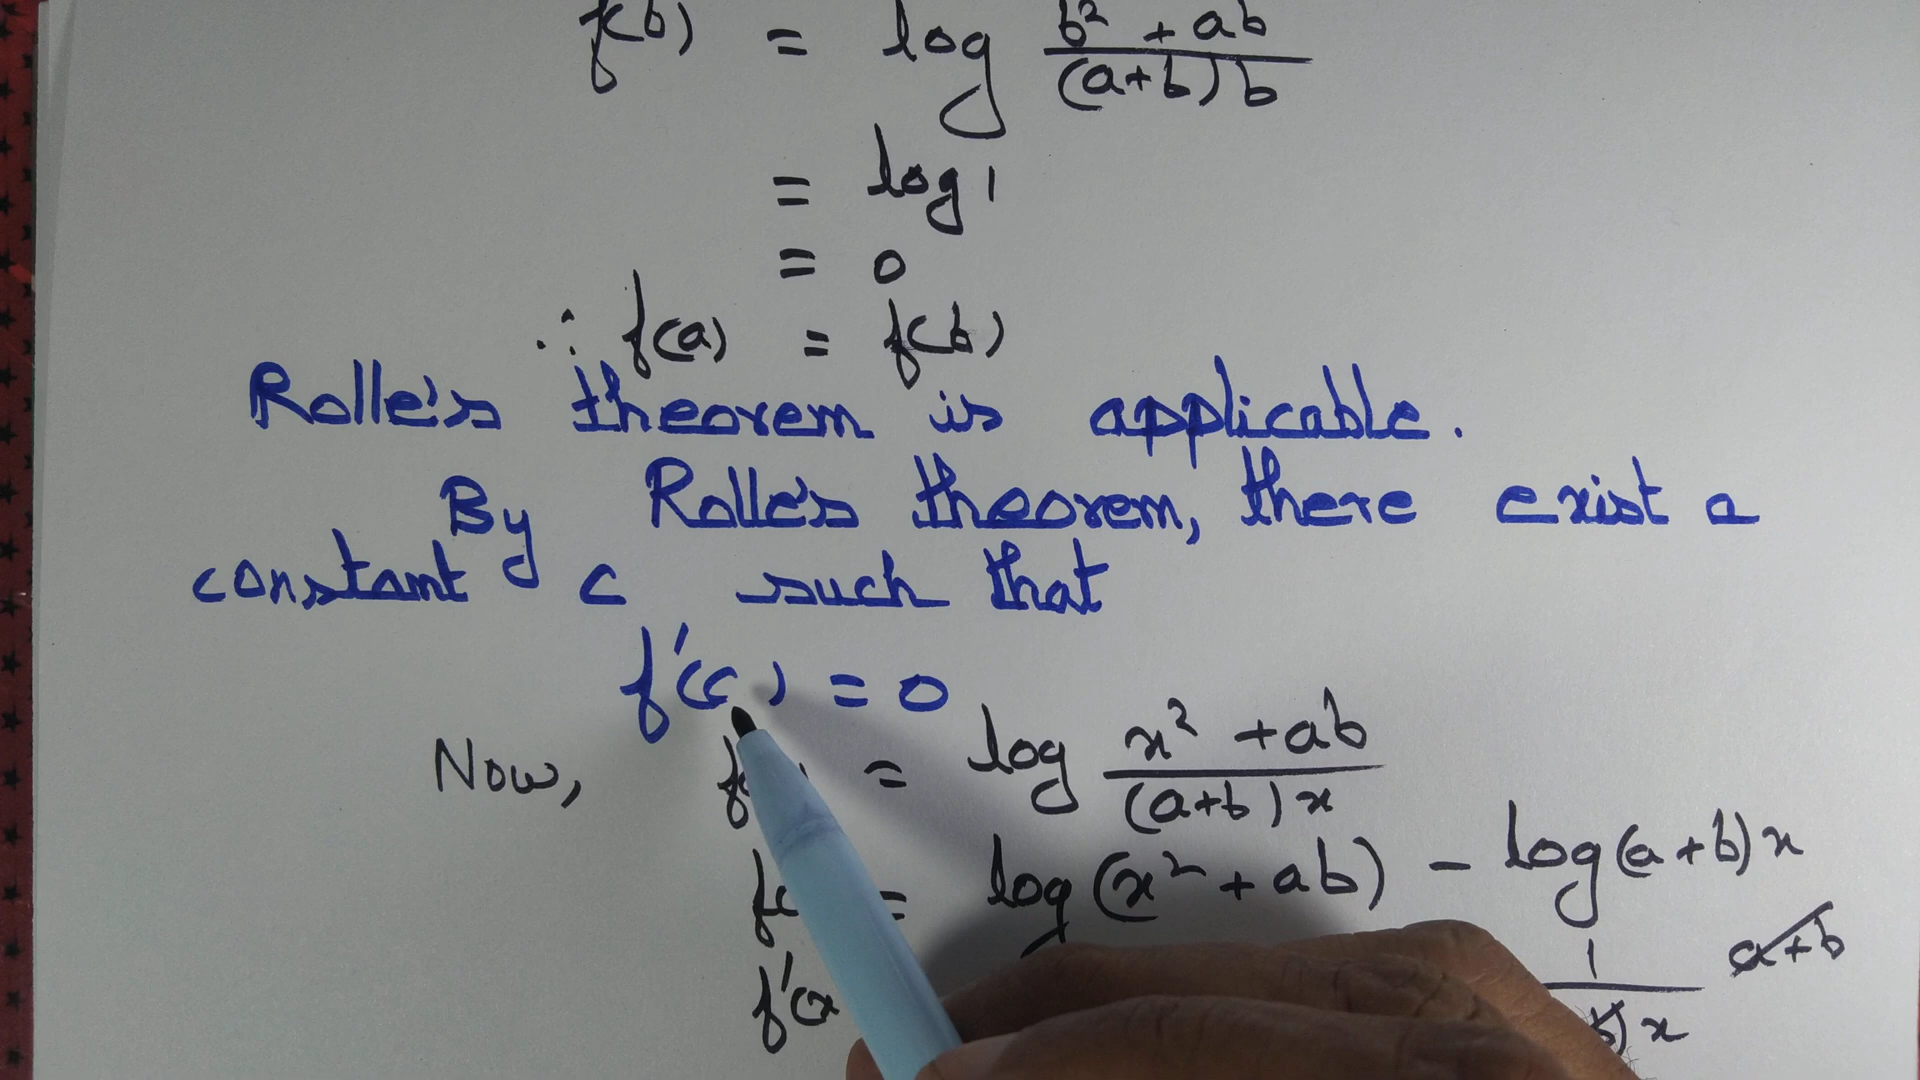 f(b) = log b² + ab / (a+b) b
= log 1
= 0
∴ f(a) = f(b)
Rolle's theorem is applicable.
By Rolle's theorem, there exist a
constant c such that
f'(c) = 0
Now, = log x² + ab / (a+b) x
= log (x² + ab) - log (a+b) x
f'(x 1 / b) x a+b